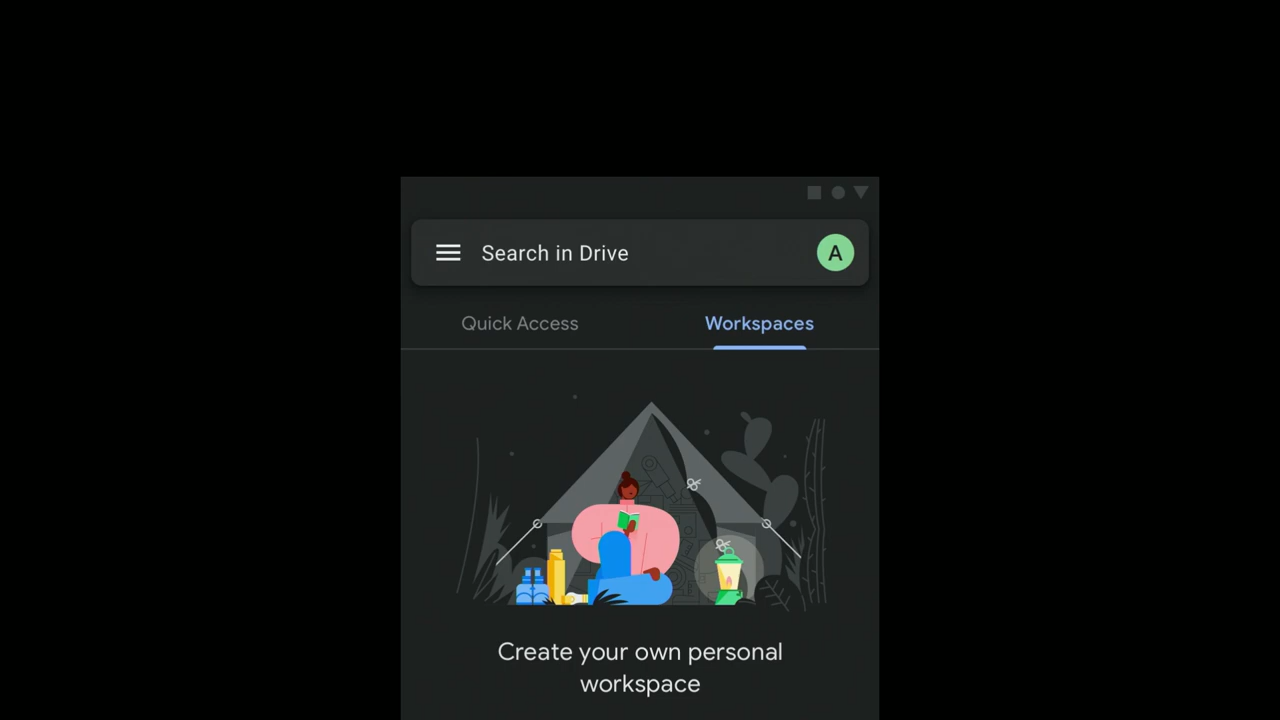 Search in Drive
A
Quick Access
Workspaces
Create your own personal
workspace